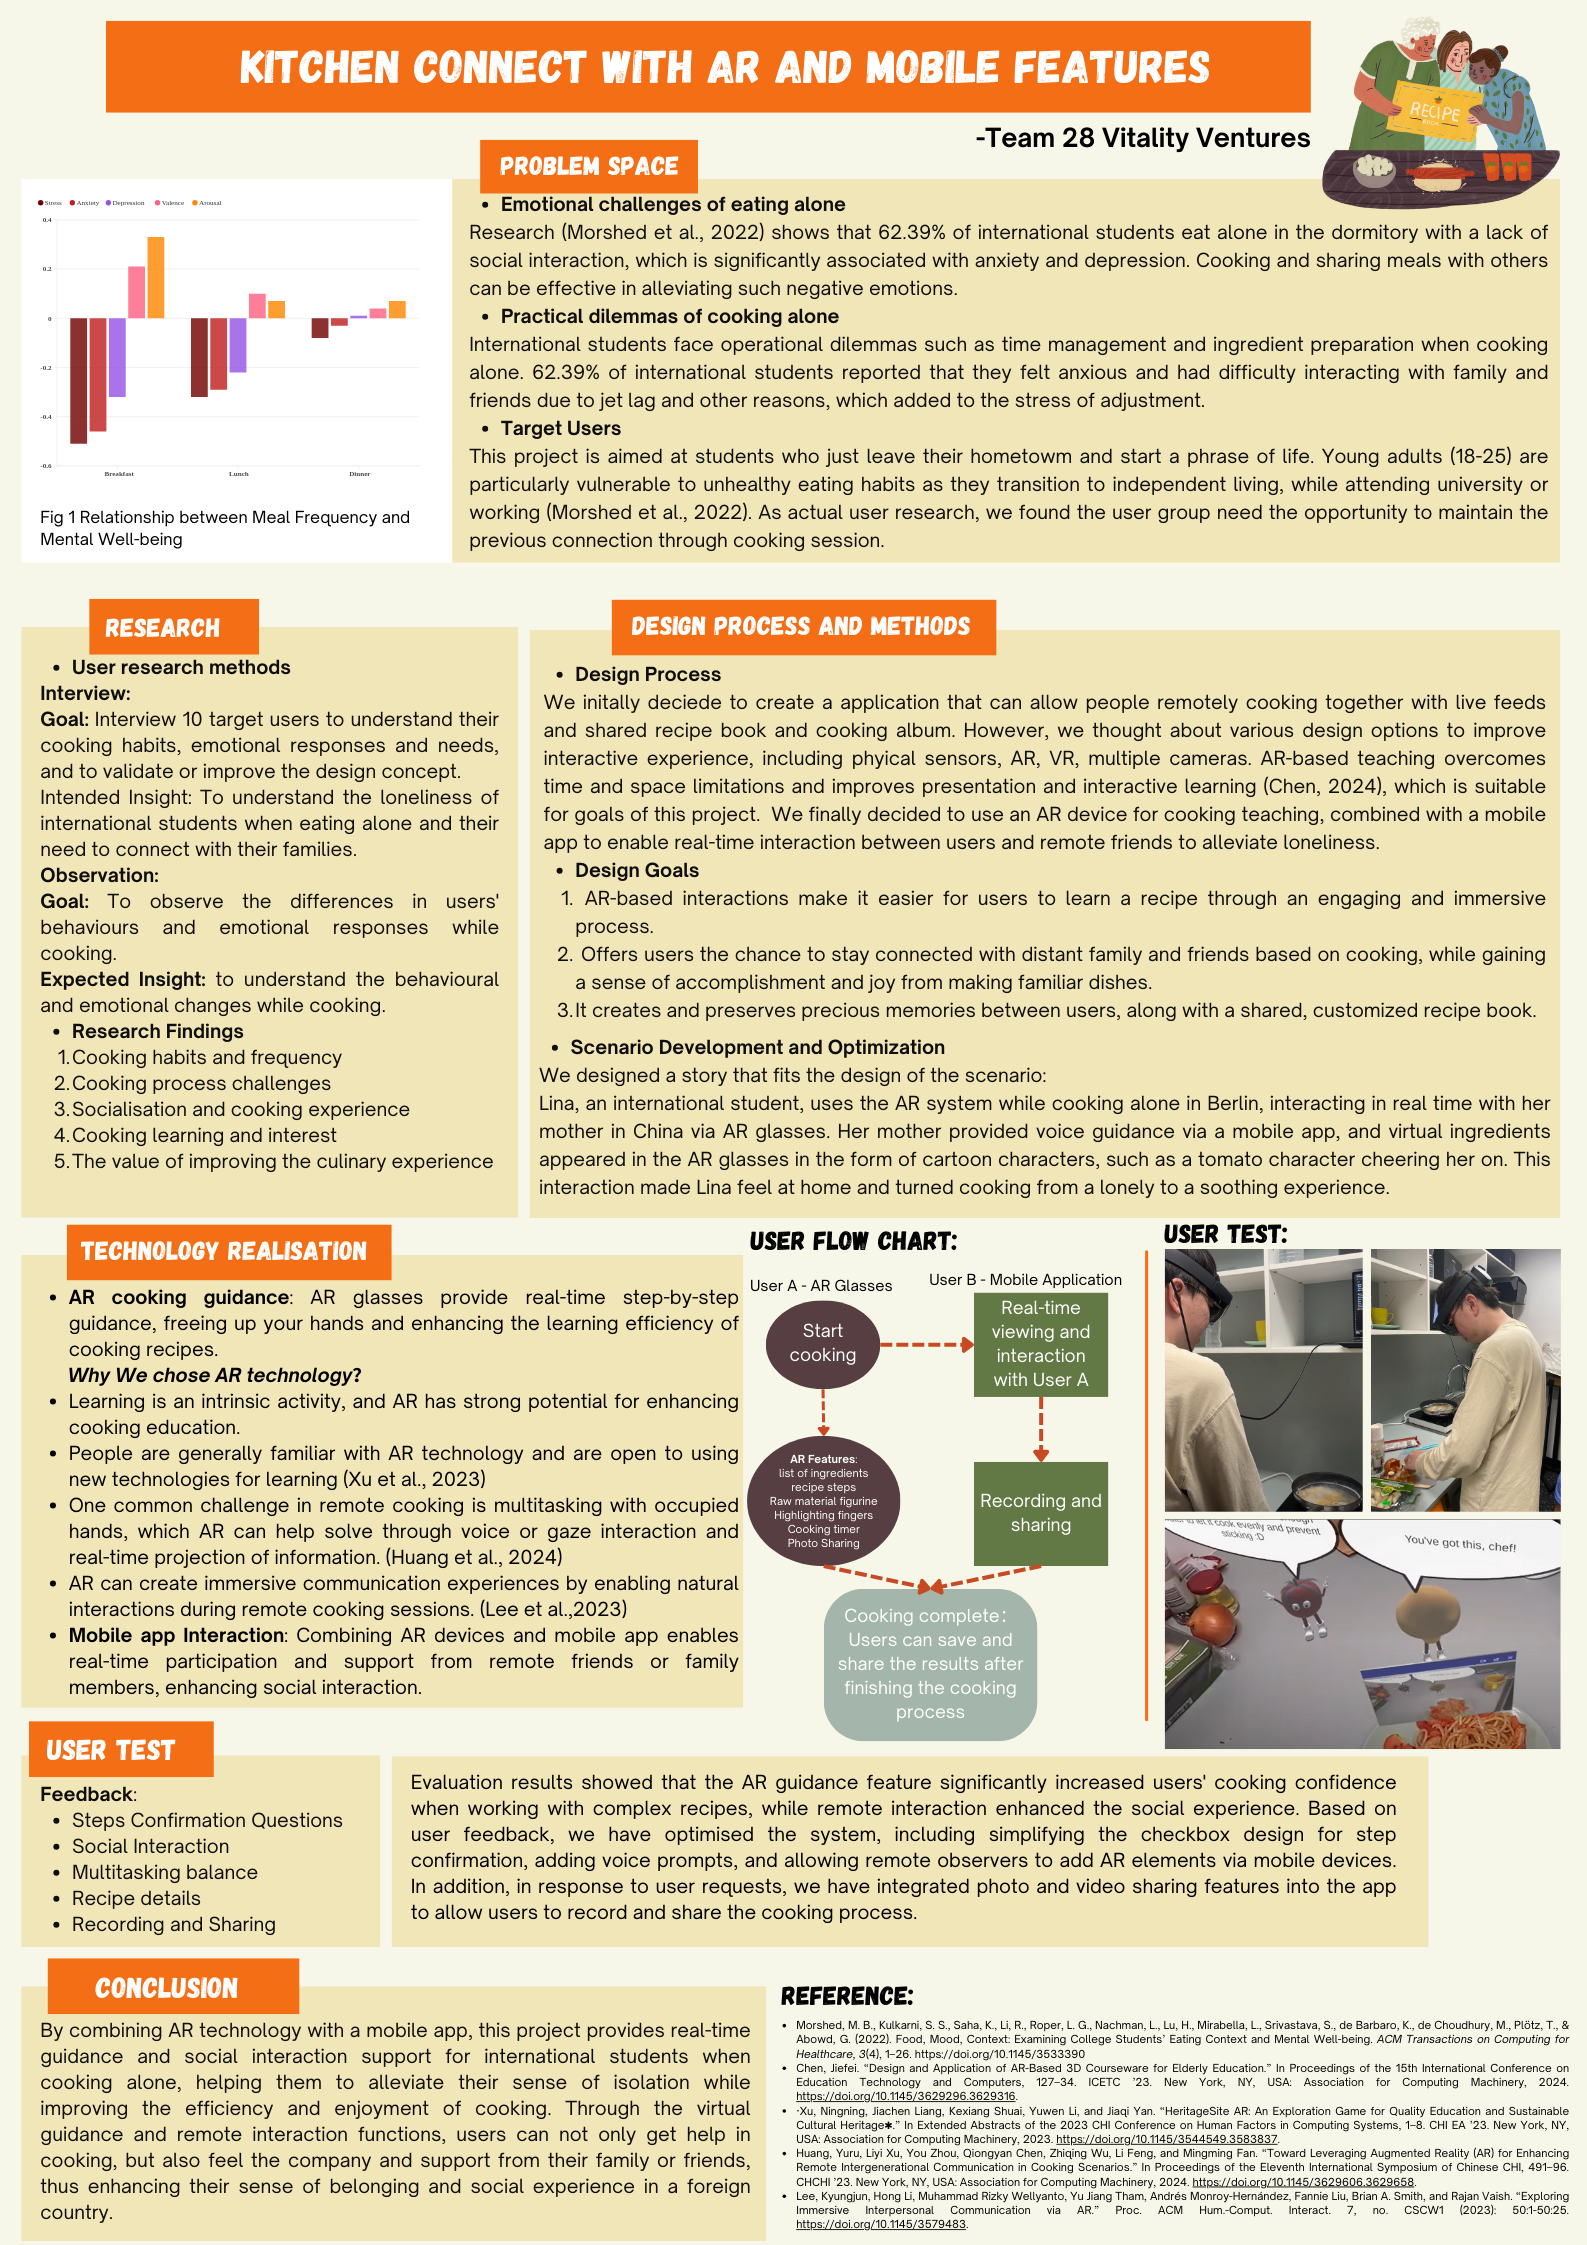 KITCHEN CONNECT WITH AR AND MOBILE FEATURES
-Team 28 Vitality Ventures
RECIPE
BOOK
Stress Anxiety Depression Valence Arousal
0.4
0.2
0
-0.2
-0.4
-0.6
Breakfast Lunch Dinner
Fig 1 Relationship between Meal Frequency and
Mental Well-being
PROBLEM SPACE
• Emotional challenges of eating alone
Research (Morshed et al., 2022) shows that 62.39% of international students eat alone in the dormitory with a lack of
social interaction, which is significantly associated with anxiety and depression. Cooking and sharing meals with others
can be effective in alleviating such negative emotions.
• Practical dilemmas of cooking alone
International students face operational dilemmas such as time management and ingredient preparation when cooking
alone. 62.39% of international students reported that they felt anxious and had difficulty interacting with family and
friends due to jet lag and other reasons, which added to the stress of adjustment.
• Target Users
This project is aimed at students who just leave their hometowm and start a phrase of life. Young adults (18-25) are
particularly vulnerable to unhealthy eating habits as they transition to independent living, while attending university or
working (Morshed et al., 2022). As actual user research, we found the user group need the opportunity to maintain the
previous connection through cooking session.
RESEARCH
• User research methods
Interview:
Goal: Interview 10 target users to understand their
cooking habits, emotional responses and needs,
and to validate or improve the design concept.
Intended Insight: To understand the loneliness of
international students when eating alone and their
need to connect with their families.
Observation:
Goal: To observe the differences in users'
behaviours and emotional responses while
cooking.
Expected Insight: to understand the behavioural
and emotional changes while cooking.
• Research Findings
1. Cooking habits and frequency
2. Cooking process challenges
3. Socialisation and cooking experience
4. Cooking learning and interest
5. The value of improving the culinary experience
DESIGN PROCESS AND METHODS
• Design Process
We initally deciede to create a application that can allow people remotely cooking together with live feeds
and shared recipe book and cooking album. However, we thought about various design options to improve
interactive experience, including phyical sensors, AR, VR, multiple cameras. AR-based teaching overcomes
time and space limitations and improves presentation and interactive learning (Chen, 2024), which is suitable
for goals of this project. We finally decided to use an AR device for cooking teaching, combined with a mobile
app to enable real-time interaction between users and remote friends to alleviate loneliness.
• Design Goals
1. AR-based interactions make it easier for users to learn a recipe through an engaging and immersive
process.
2. Offers users the chance to stay connected with distant family and friends based on cooking, while gaining
a sense of accomplishment and joy from making familiar dishes.
3. It creates and preserves precious memories between users, along with a shared, customized recipe book.
• Scenario Development and Optimization
We designed a story that fits the design of the scenario:
Lina, an international student, uses the AR system while cooking alone in Berlin, interacting in real time with her
mother in China via AR glasses. Her mother provided voice guidance via a mobile app, and virtual ingredients
appeared in the AR glasses in the form of cartoon characters, such as a tomato character cheering her on. This
interaction made Lina feel at home and turned cooking from a lonely to a soothing experience.
TECHNOLOGY REALISATION
• AR cooking guidance: AR glasses provide real-time step-by-step
guidance, freeing up your hands and enhancing the learning efficiency of
cooking recipes.
Why We chose AR technology?
• Learning is an intrinsic activity, and AR has strong potential for enhancing
cooking education.
• People are generally familiar with AR technology and are open to using
new technologies for learning (Xu et al., 2023)
• One common challenge in remote cooking is multitasking with occupied
hands, which AR can help solve through voice or gaze interaction and
real-time projection of information. (Huang et al., 2024)
• AR can create immersive communication experiences by enabling natural
interactions during remote cooking sessions. (Lee et al.,2023)
• Mobile app Interaction: Combining AR devices and mobile app enables
real-time participation and support from remote friends or family
members, enhancing social interaction.
USER FLOW CHART:
User A - AR Glasses
User B - Mobile Application
Start
cooking
Real-time
viewing and
interaction
with User A
AR Features:
list of ingredients
recipe steps
Raw material figurine
Highlighting fingers
Cooking timer
Photo Sharing
Recording and
sharing
Cooking complete:
Users can save and
share the results after
finishing the cooking
process
USER TEST:
to let it cook evenly and prevent
sticking :D
You've got this, chef!
USER TEST
Feedback:
• Steps Confirmation Questions
• Social Interaction
• Multitasking balance
• Recipe details
• Recording and Sharing
Evaluation results showed that the AR guidance feature significantly increased users' cooking confidence
when working with complex recipes, while remote interaction enhanced the social experience. Based on
user feedback, we have optimised the system, including simplifying the checkbox design for step
confirmation, adding voice prompts, and allowing remote observers to add AR elements via mobile devices.
In addition, in response to user requests, we have integrated photo and video sharing features into the app
to allow users to record and share the cooking process.
CONCLUSION
By combining AR technology with a mobile app, this project provides real-time
guidance and social interaction support for international students when
cooking alone, helping them to alleviate their sense of isolation while
improving the efficiency and enjoyment of cooking. Through the virtual
guidance and remote interaction functions, users can not only get help in
cooking, but also feel the company and support from their family or friends,
thus enhancing their sense of belonging and social experience in a foreign
country.
REFERENCE:
• Morshed, M. B., Kulkarni, S. S., Saha, K., Li, R., Roper, L. G., Nachman, L., Lu, H., Mirabella, L., Srivastava, S., de Barbaro, K., de Choudhury, M., Plötz, T., &
Abowd, G. (2022). Food, Mood, Context: Examining College Students' Eating Context and Mental Well-being. ACM Transactions on Computing for
Healthcare, 3(4), 1–26. https://doi.org/10.1145/3533390
• Chen, Jiefei. “Design and Application of AR-Based 3D Courseware for Elderly Education.” In Proceedings of the 15th International Conference on
Education Technology and Computers, 127–34. ICETC '23. New York, NY, USA: Association for Computing Machinery, 2024.
https://doi.org/10.1145/3629296.3629316.
• ·Xu, Ningning, Jiachen Liang, Kexiang Shuai, Yuwen Li, and Jiaqi Yan. “HeritageSite AR: An Exploration Game for Quality Education and Sustainable
Cultural Heritage✱.” In Extended Abstracts of the 2023 CHI Conference on Human Factors in Computing Systems, 1–8. CHI EA '23. New York, NY,
USA: Association for Computing Machinery, 2023. https://doi.org/10.1145/3544549.3583837.
• Huang, Yuru, Liyi Xu, You Zhou, Qiongyan Chen, Zhiqing Wu, Li Feng, and Mingming Fan. “Toward Leveraging Augmented Reality (AR) for Enhancing
Remote Intergenerational Communication in Cooking Scenarios.” In Proceedings of the Eleventh International Symposium of Chinese CHI, 491–96.
CHCHI '23. New York, NY, USA: Association for Computing Machinery, 2024. https://doi.org/10.1145/3629606.3629658.
• Lee, Kyungjun, Hong Li, Muhammad Rizky Wellyanto, Yu Jiang Tham, Andrés Monroy-Hernández, Fannie Liu, Brian A. Smith, and Rajan Vaish. “Exploring
Immersive Interpersonal Communication via AR.” Proc. ACM Hum.-Comput. Interact. 7, no. CSCW1 (2023): 50:1-50:25.
https://doi.org/10.1145/3579483.